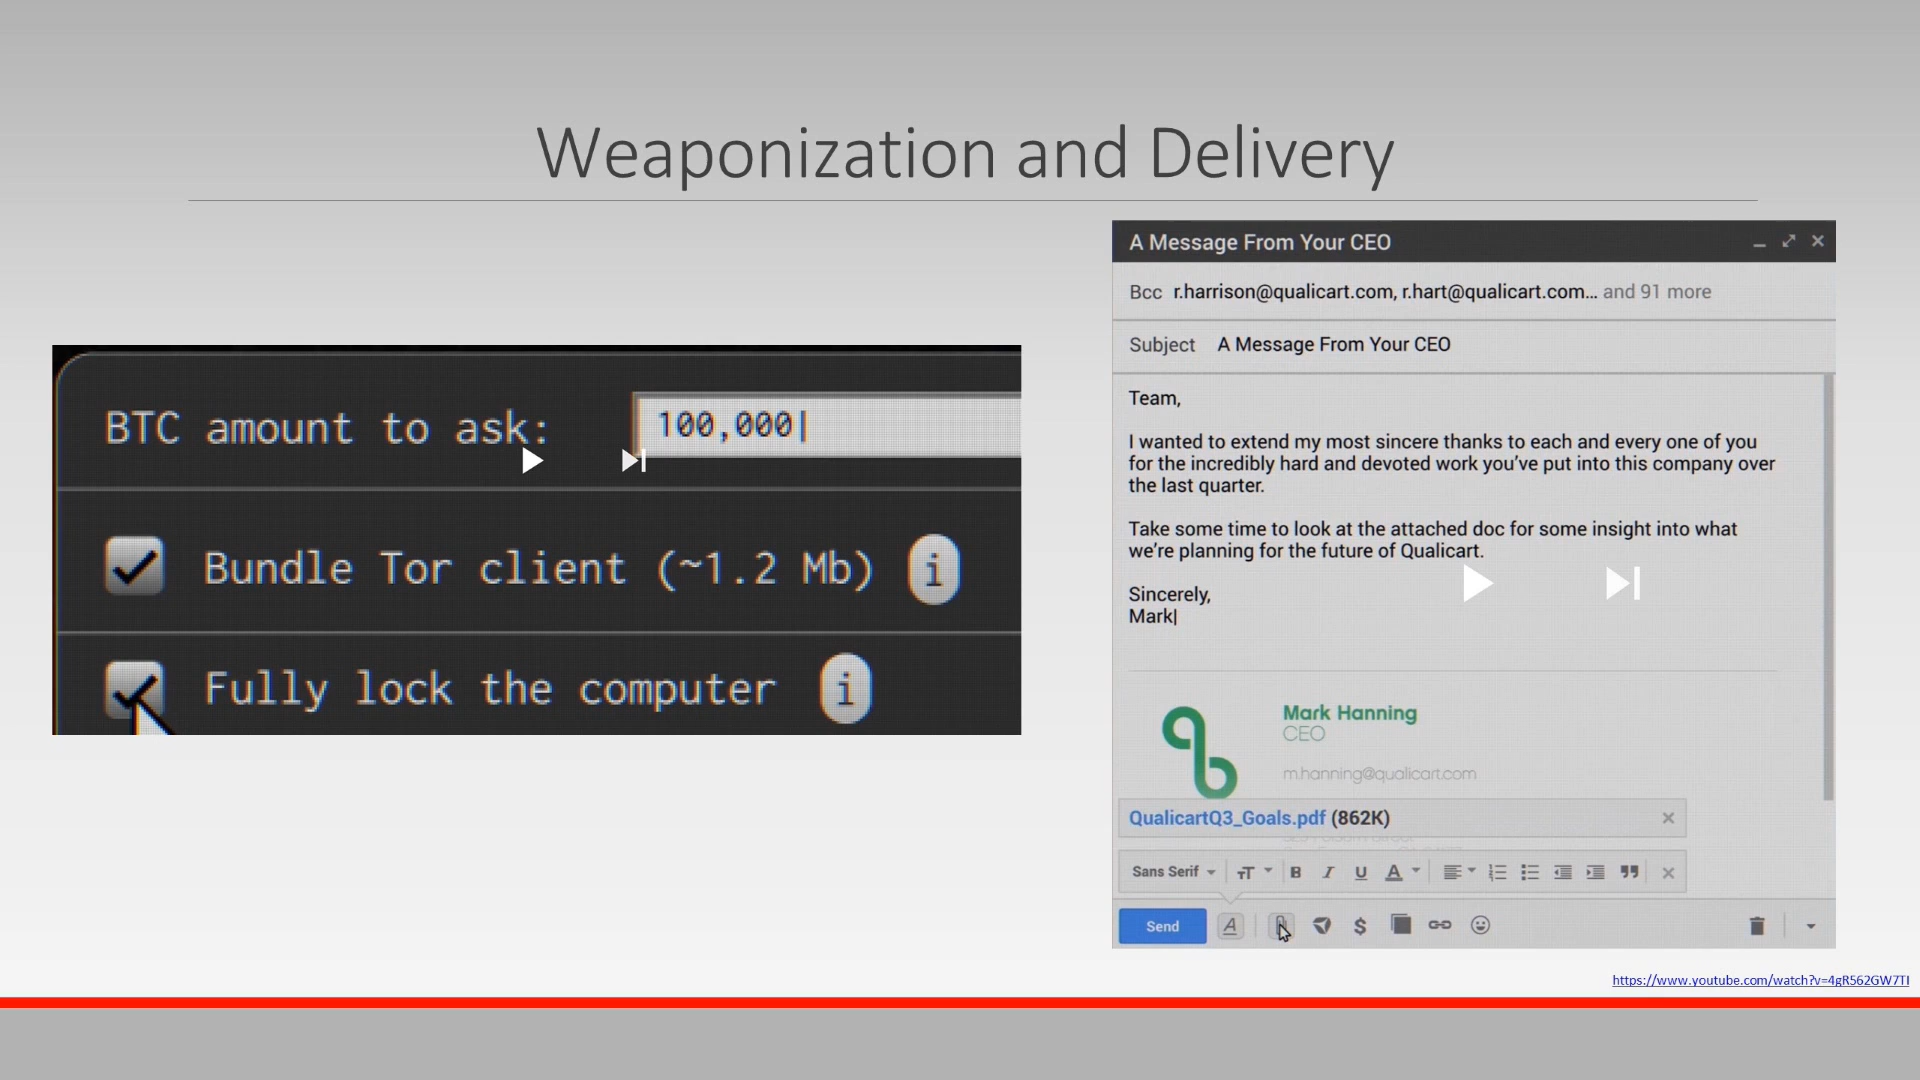 Weaponization and Delivery
BTC amount to ask: 100,000
Bundle Tor client (~1.2 Mb) i
Fully lock the computer i
A Message From Your CEO
Bcc r.harrison@qualicart.com, r.hart@qualicart.com... and 91 more
Subject A Message From Your CEO
Team,
I wanted to extend my most sincere thanks to each and every one of you
for the incredibly hard and devoted work you've put into this company over
the last quarter.
Take some time to look at the attached doc for some insight into what
we're planning for the future of Qualicart.
Sincerely,
Mark
Mark Hanning
CEO
m.hanning@qualicart.com
QualicartQ3_Goals.pdf (862K)
Sans Serif
Send
https://www.youtube.com/watch?v=4gR562GW7TI